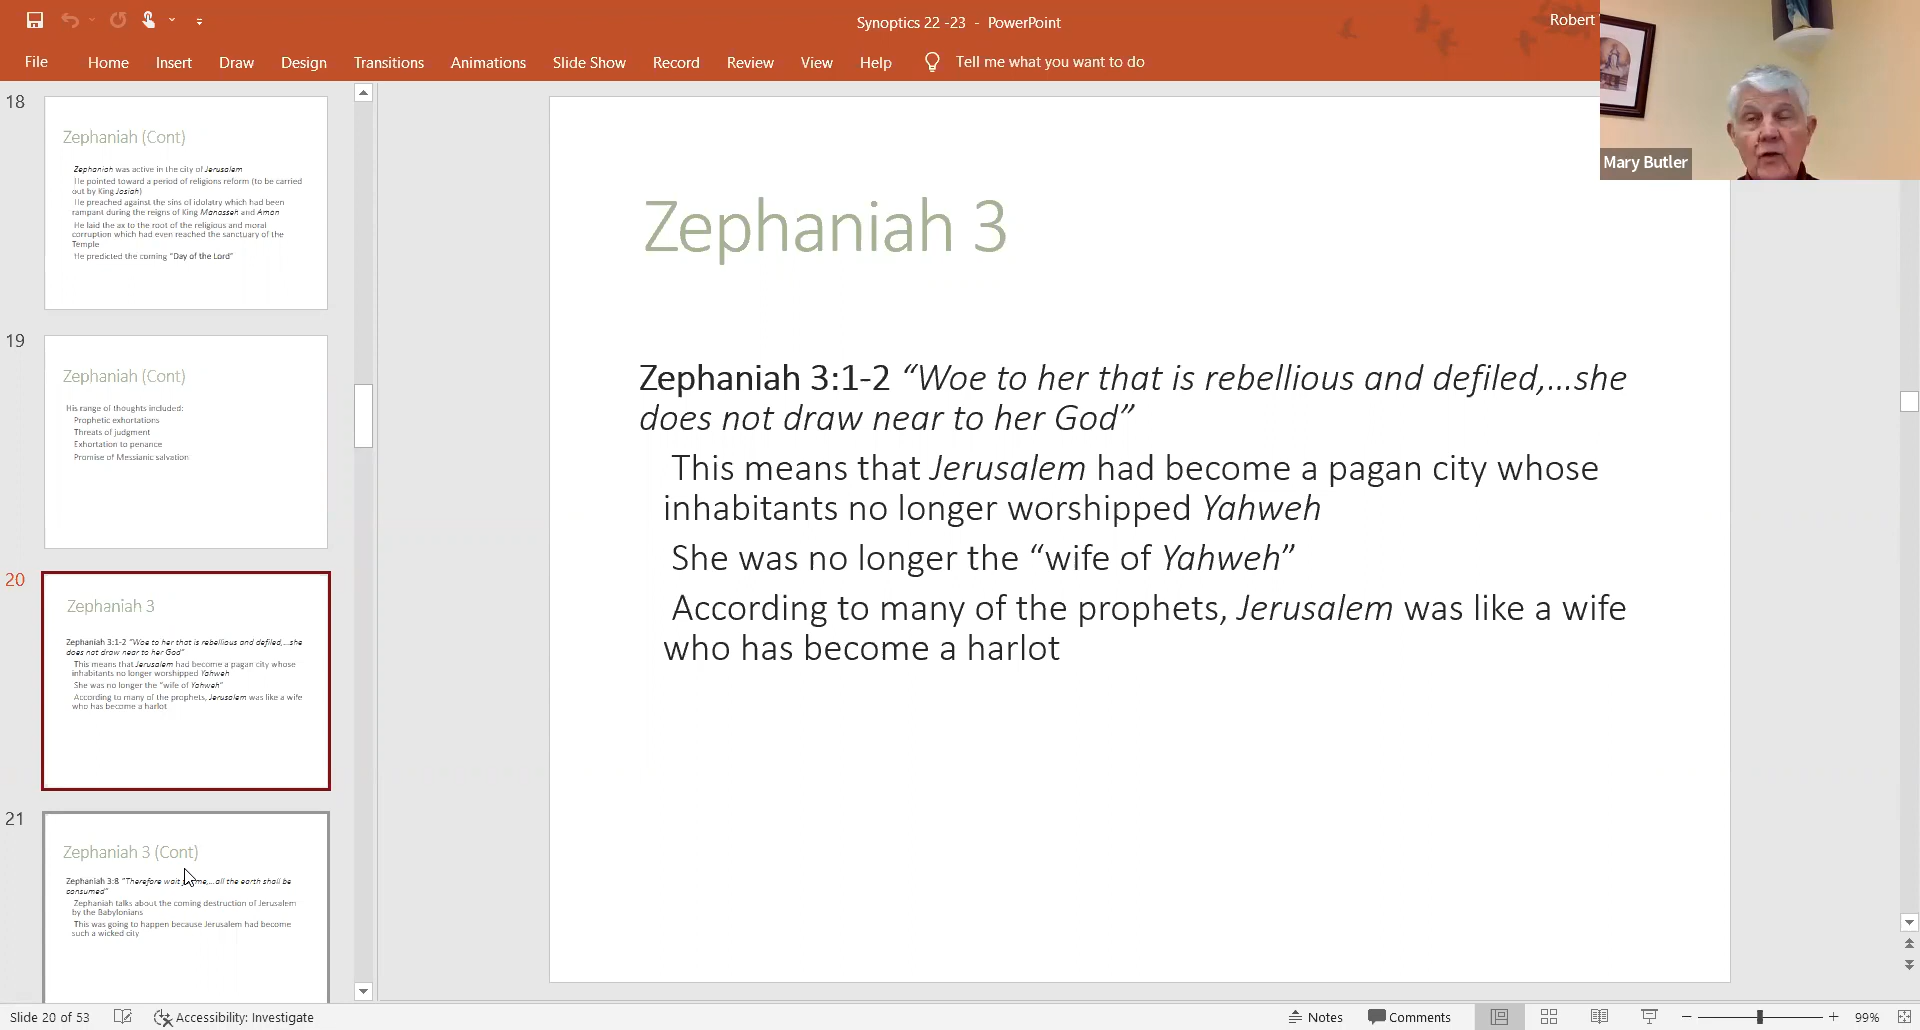 Synoptics 22 -23 - PowerPoint
Robert
File Home Insert Draw Design Transitions Animations Slide Show Record Review View Help Tell me what you want to do
Mary Butler
18
Zephaniah (Cont)
Zephaniah was active in the city of Jerusalem
He pointed toward a period of religions reform (to be carried
out by King Josiah)
He preached against the sins of idolatry which had been
rampant during the reigns of King Manasseh and Amon
He laid the ax to the root of the religious and moral
corruption which had even reached the sanctuary of the
Temple
He predicted the coming "Day of the Lord"
19
Zephaniah (Cont)
His range of thoughts included:
Prophetic exhortations
Threats of judgment
Exhortation to penance
Promise of Messianic salvation
20
Zephaniah 3
Zephaniah 3:1-2 "Woe to her that is rebellious and defiled,...she
does not draw near to her God"
This means that Jerusalem had become a pagan city whose
inhabitants no longer worshipped Yahweh
She was no longer the "wife of Yahweh"
According to many of the prophets, Jerusalem was like a wife
who has become a harlot
21
Zephaniah 3 (Cont)
Zephaniah 3:8 "Therefore wait me,...all the earth shall be
consumed"
Zephaniah talks about the coming destruction of Jerusalem
by the Babylonians
This was going to happen because Jerusalem had become
such a wicked city
Zephaniah 3
Zephaniah 3:1-2 “Woe to her that is rebellious and defiled,...she
does not draw near to her God”
This means that Jerusalem had become a pagan city whose
inhabitants no longer worshipped Yahweh
She was no longer the “wife of Yahweh”
According to many of the prophets, Jerusalem was like a wife
who has become a harlot
Slide 20 of 53 Accessibility: Investigate Notes Comments 99%